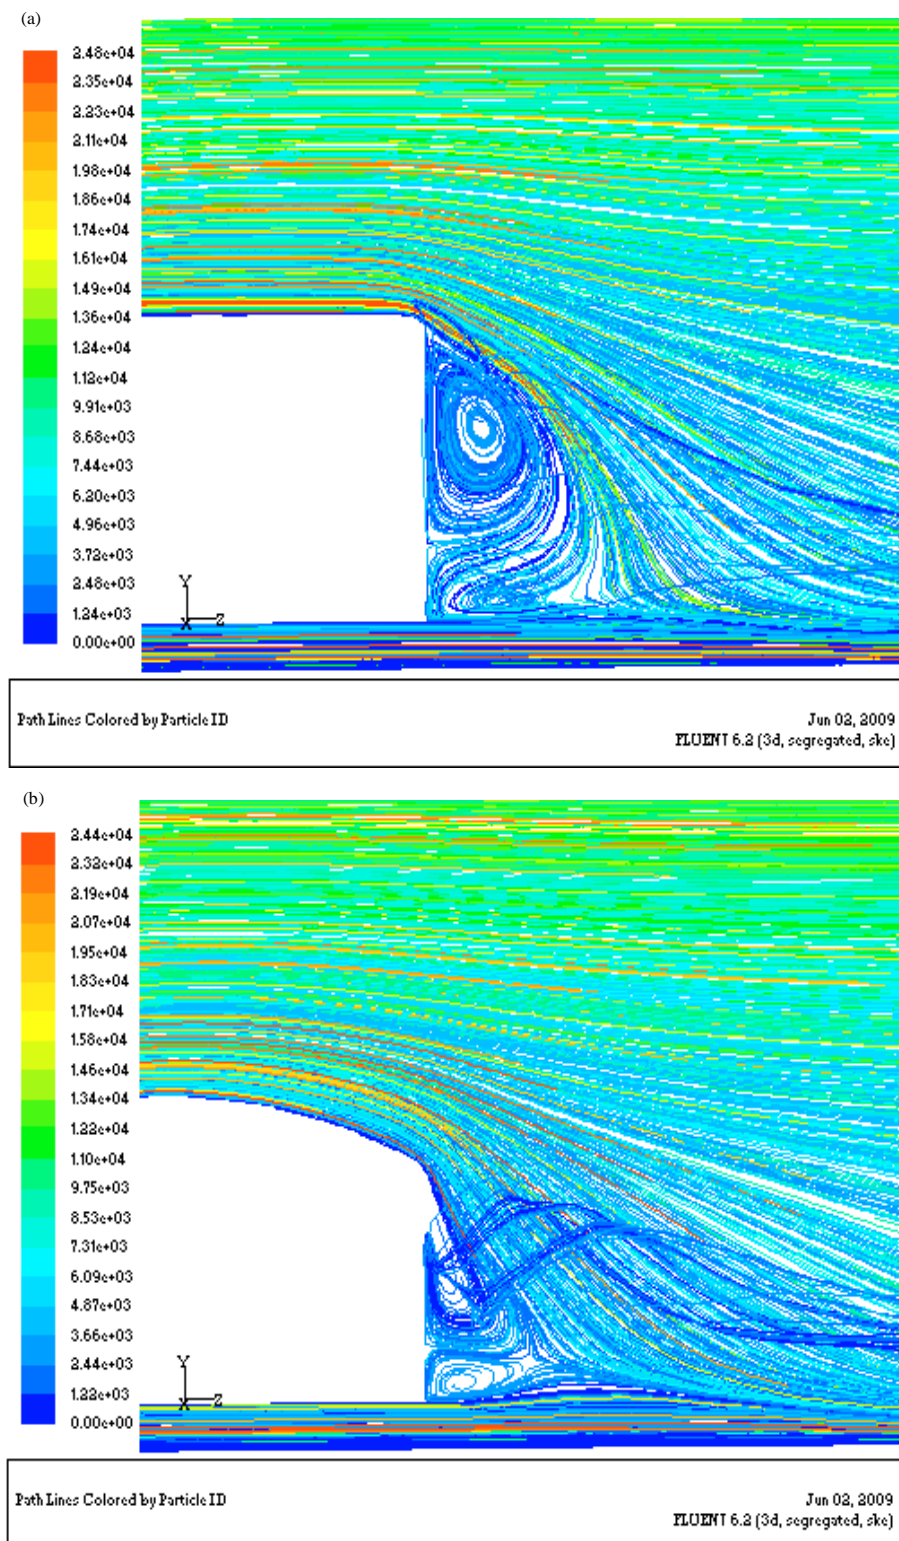 (a)
2.48e+04
2.35e+04
2.23e+04
2.11e+04
1.98e+04
1.86e+04
1.74e+04
1.61e+04
1.49e+04
1.36e+04
1.24e+04
1.12e+04
9.91e+03
8.68e+03
7.44e+03
6.20e+03
4.96e+03
3.72e+03
2.48e+03
1.24e+03
0.00e+00
Y
X Z
Path Lines Colored by Particle ID
Jun 02, 2009
FLUENT 6.2 (3d, segregated, ske)
(b)
2.44e+04
2.32e+04
2.19e+04
2.07e+04
1.95e+04
1.83e+04
1.71e+04
1.58e+04
1.46e+04
1.34e+04
1.22e+04
1.10e+04
9.75e+03
8.53e+03
7.31e+03
6.09e+03
4.87e+03
3.66e+03
2.44e+03
1.22e+03
0.00e+00
Y
X Z
Path Lines Colored by Particle ID
Jun 02, 2009
FLUENT 6.2 (3d, segregated, ske)